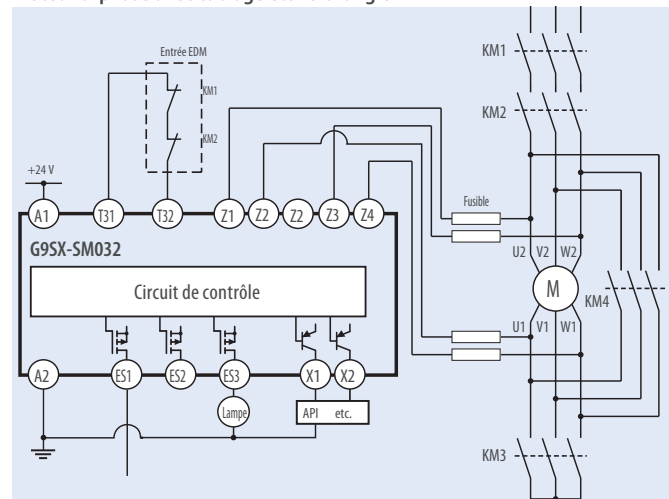 KM1
Entrée EDM
KM1
KM2
KM2
+24 V
A1
T31
T32
Z1
Z2
Z2
Z3
Z4
Fusible
G9SX-SM032
U2 V2 W2
Circuit de contrôle
M
KM4
U1 V1 W1
A2
ES1
ES2
ES3
X1
X2
Lampe
API etc.
KM3